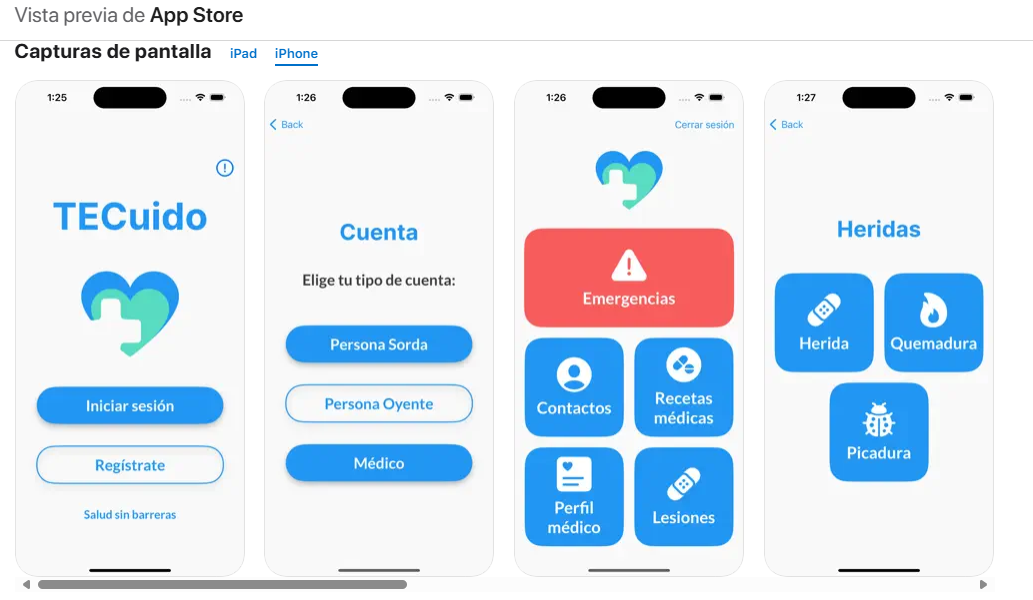 Vista previa de App Store
Capturas de pantalla iPad iPhone
1:25
TECuido
Iniciar sesión
Regístrate
Salud sin barreras
1:26
Back
Cuenta
Elige tu tipo de cuenta:
Persona Sorda
Persona Oyente
Médico
1:26
Cerrar sesión
Emergencias
Contactos
Recetas
médicas
Perfil
médico
Lesiones
1:27
Back
Heridas
Herida
Quemadura
Picadura